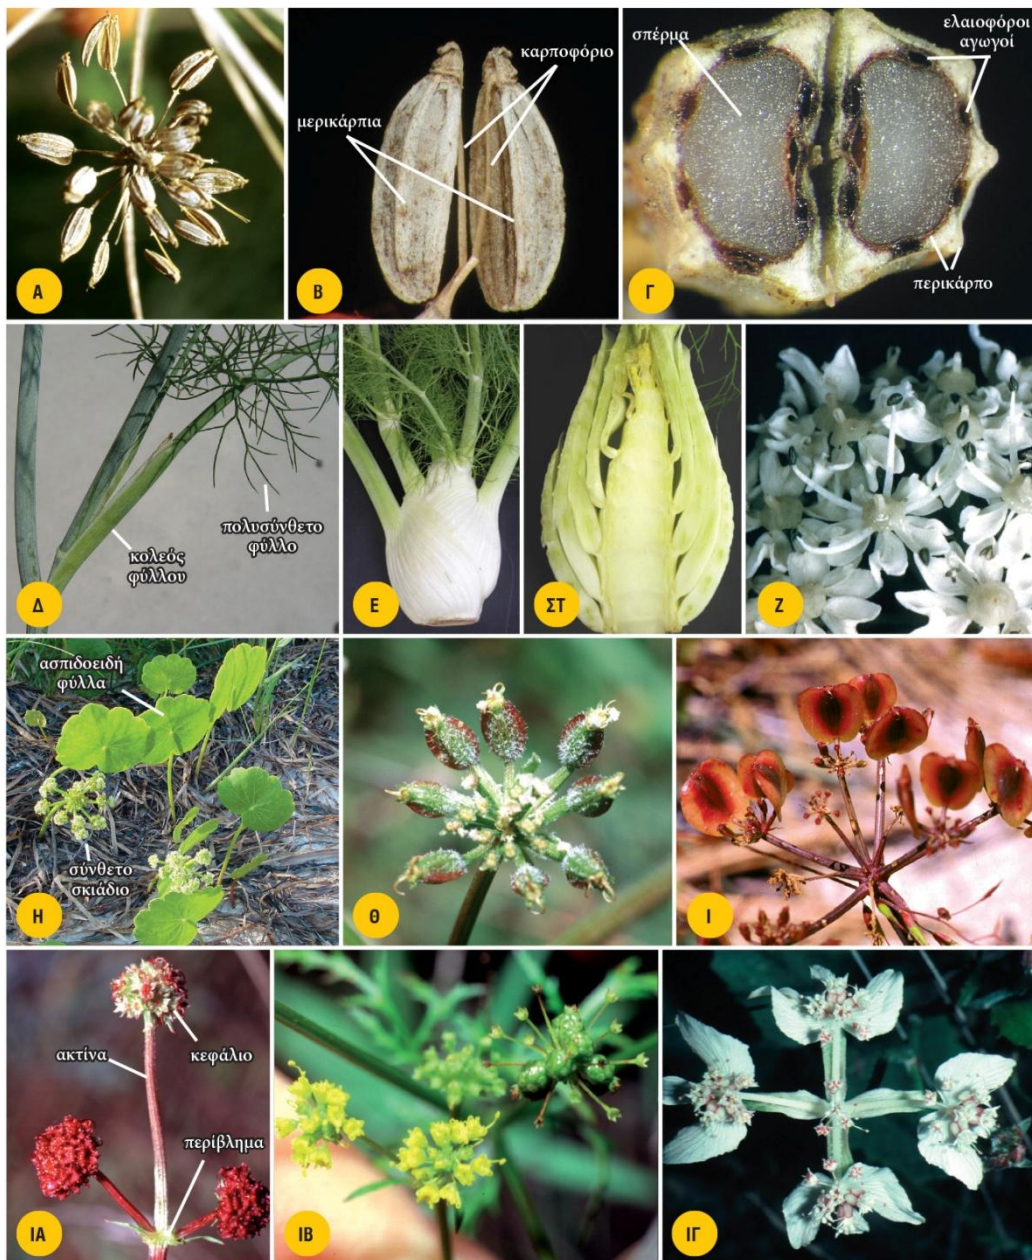 σπέρμα
ελαιοφόροι
αγωγοί
καρποφόριο
μερικάρπια
περικάρπο
Α
Β
Γ
πολυσύνθετο
φύλλο
κολεός
φύλλου
Δ
Ε
ΣΤ
Ζ
ασπιδοειδή
φύλλα
σύνθετο
σκιάδιο
Η
Θ
Ι
ακτίνα
κεφάλιο
περίβλημα
ΙΑ
ΙΒ
ΙΓ